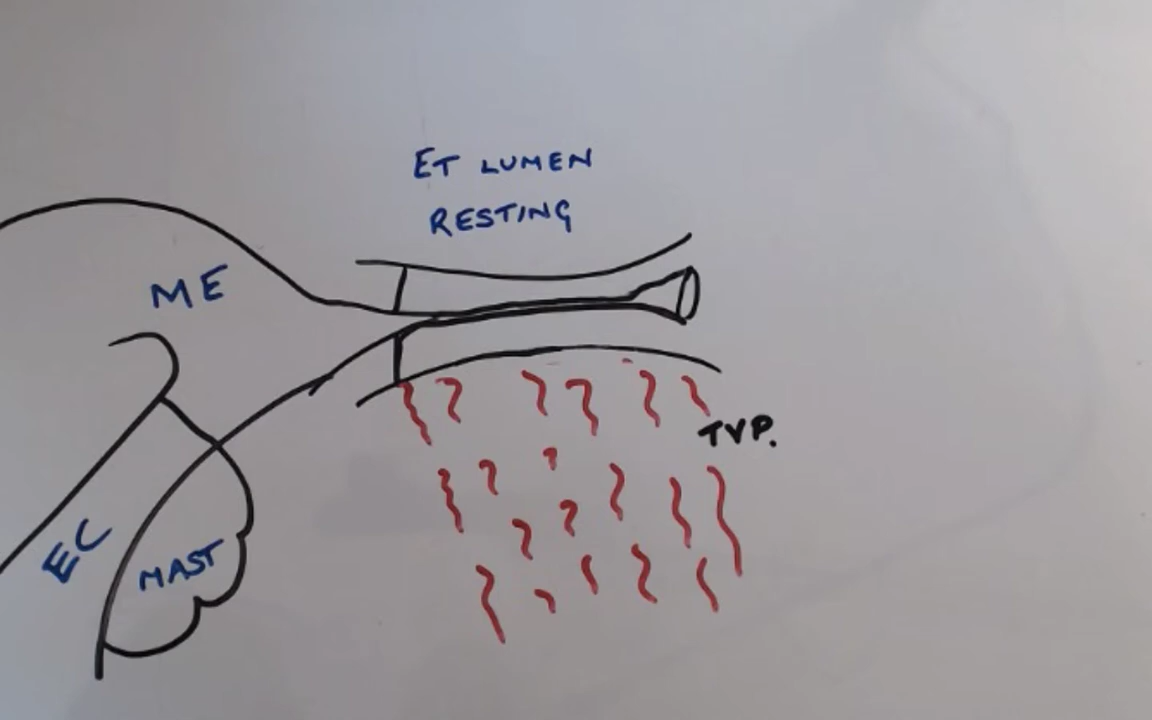 ET LUMEN
RESTING
ME
TVP.
EC
MAST